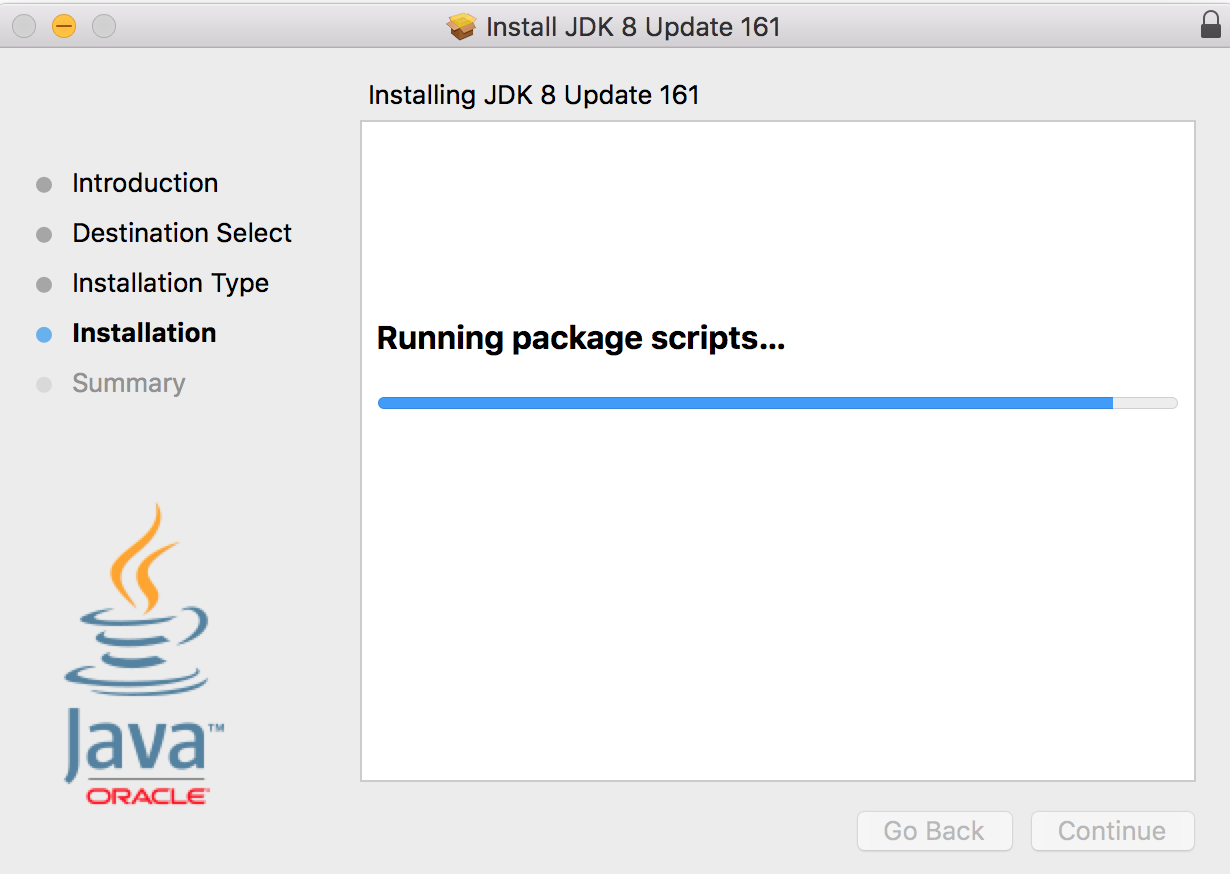 Install JDK 8 Update 161
Installing JDK 8 Update 161
Introduction
Destination Select
Installation Type
Installation
Summary
Running package scripts...
Java™
ORACLE
Go Back
Continue